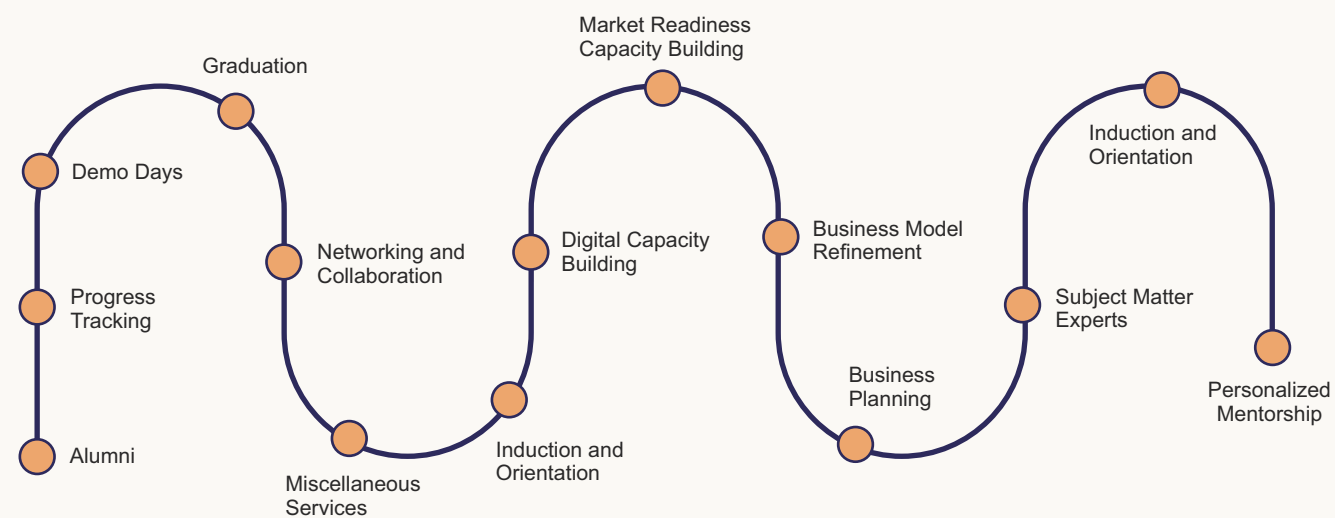 Market Readiness
Capacity Building
Graduation
Demo Days
Induction and
Orientation
Networking and
Collaboration
Digital Capacity
Building
Business Model
Refinement
Progress
Tracking
Subject Matter
Experts
Business
Planning
Personalized
Mentorship
Alumni
Induction and
Orientation
Miscellaneous
Services